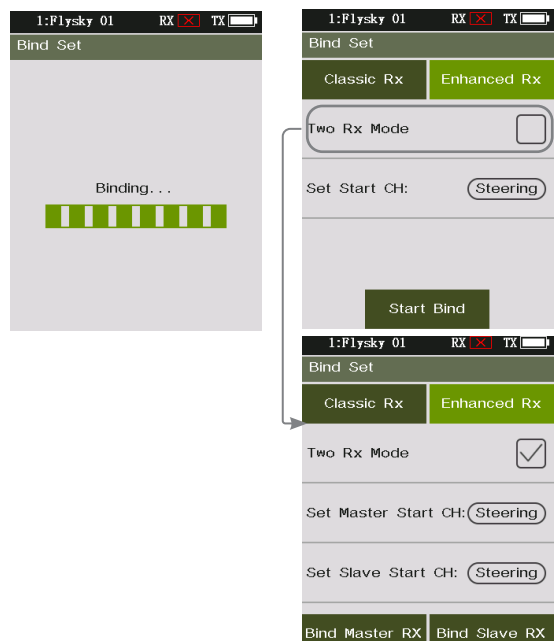 1:Flysky 01 RX TX
Bind Set
Binding...
1:Flysky 01 RX TX
Bind Set
Classic Rx Enhanced Rx
Two Rx Mode
Set Start CH: Steering
Start Bind
1:Flysky 01 RX TX
Bind Set
Classic Rx Enhanced Rx
Two Rx Mode
Set Master Start CH: Steering
Set Slave Start CH: Steering
Bind Master RX Bind Slave RX